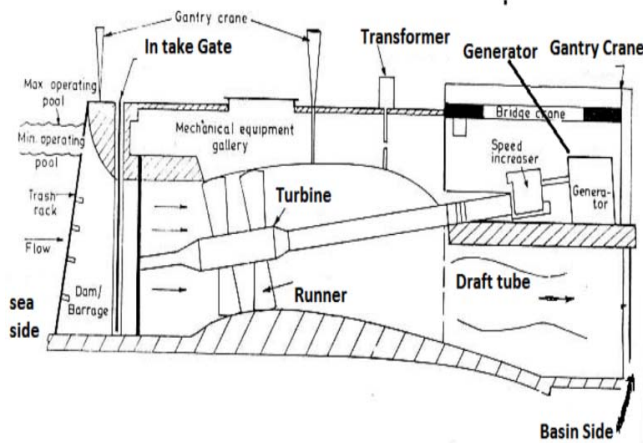 Gantry crane
In take Gate
Transformer
Generator
Gantry Crane
Max operating
pool
Min. operating
pool
Mechanical equipment
gallery
Bridge crane
Speed
increaser
Genera-
tor
Trash
rack
Turbine
Flow
Dam/
Barrage
sea
side
Runner
Draft tube
Basin Side